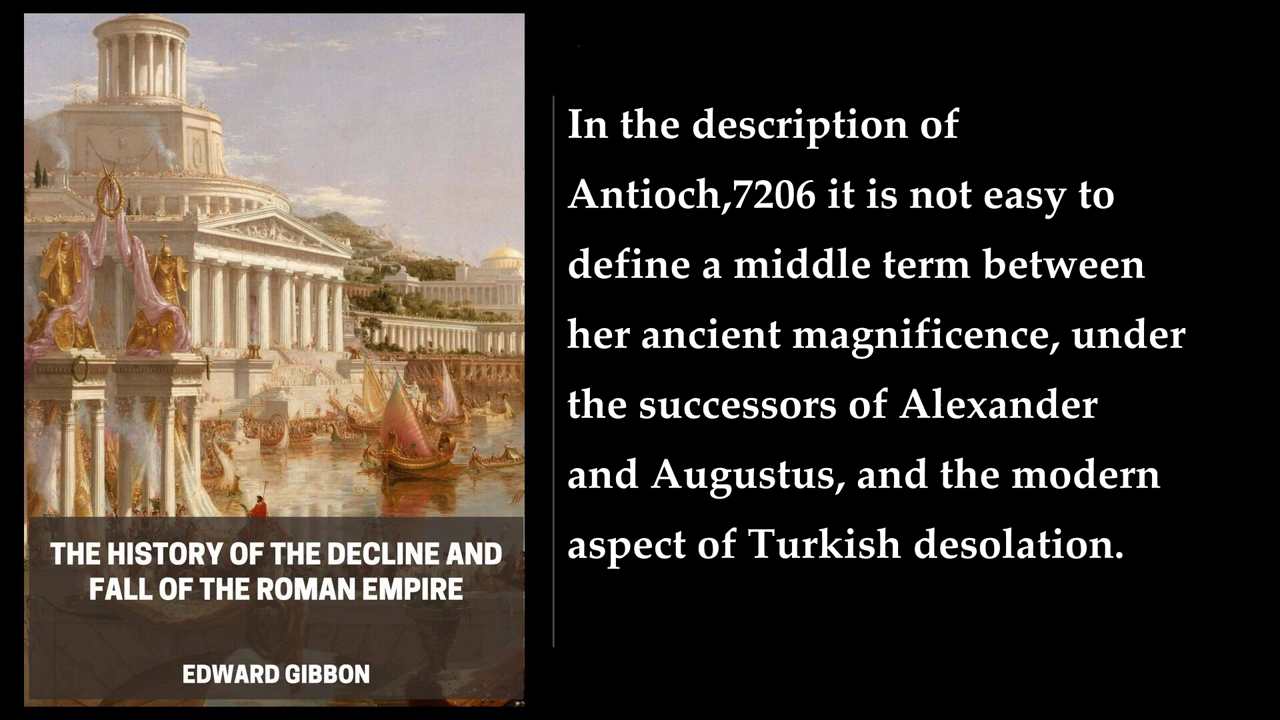 In the description of
Antioch,7206 it is not easy to
define a middle term between
her ancient magnificence, under
the successors of Alexander
and Augustus, and the modern
aspect of Turkish desolation.
THE HISTORY OF THE DECLINE AND
FALL OF THE ROMAN EMPIRE
EDWARD GIBBON